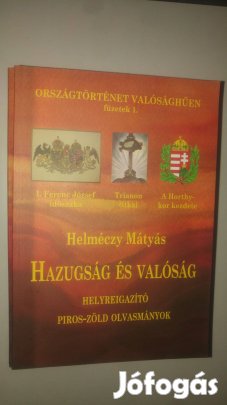 ORSZÁGTÖRTÉNET VALÓSÁGHŰEN
füzetek 1.
I. Ferenc József
Trianon
A Horthy-
titkai
kor kezdete
Helméczy Mátyás
HAZUGSÁG ÉS VALÓSÁG
HELYREIGAZÍTÓ
PIROS-ZÖLD OLVASMÁNYOK
Jófogás